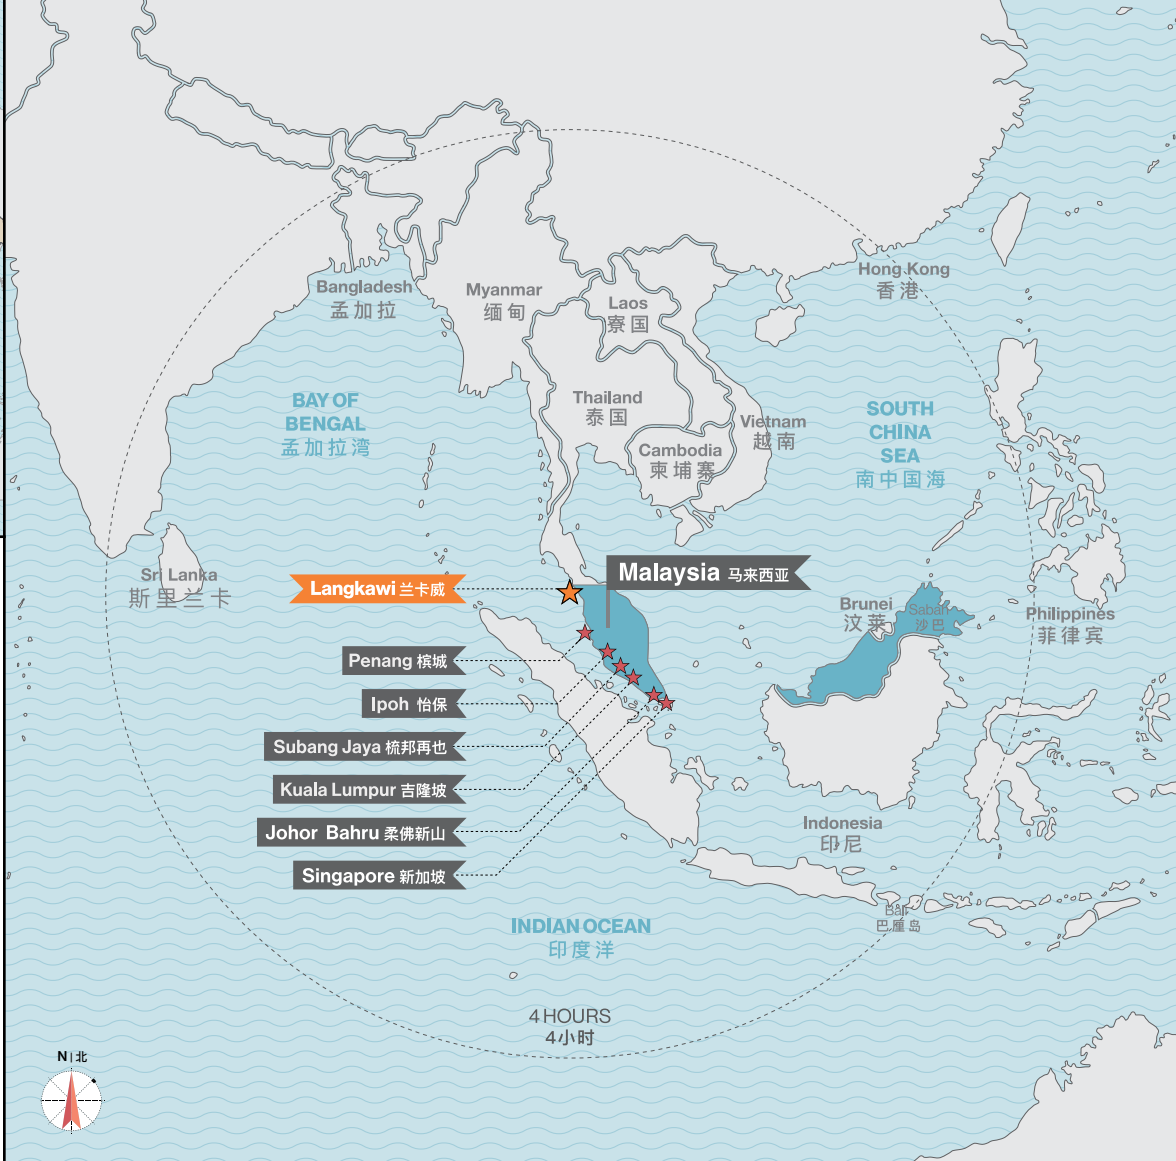 Hong Kong
香港
Bangladesh
孟加拉
Myanmar
缅甸
Laos
寮国
BAY OF
BENGAL
孟加拉湾
Thailand
泰国
Vietnam
越南
Cambodia
柬埔寨
SOUTH
CHINA
SEA
南中国海
Sri Lanka
斯里兰卡
Langkawi 兰卡威
Malaysia 马来西亚
Brunei
汶莱
Sabah
沙巴
Philippines
菲律宾
Penang 槟城
Ipoh 怡保
Subang Jaya 梳邦再也
Kuala Lumpur 吉隆坡
Johor Bahru 柔佛新山
Singapore 新加坡
Indonesia
印尼
Bali
巴厘岛
INDIAN OCEAN
印度洋
4 HOURS
4小时
N | 北